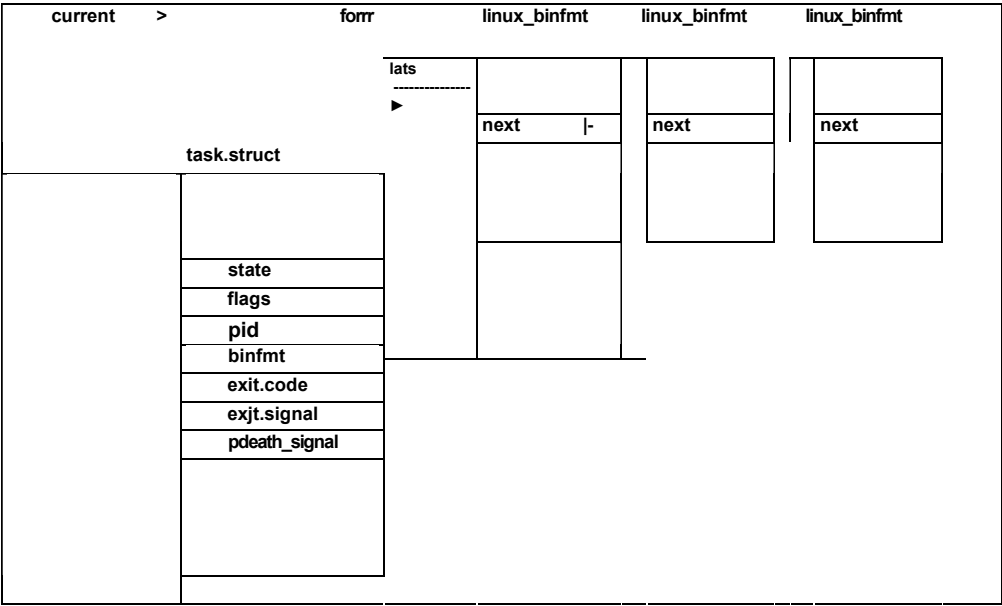 current > forrr linux_binfmt linux_binfmt linux_binfmt
lats
---------------
►
next |- next next
task.struct
state
flags
pid
binfmt
exit.code
exjt.signal
pdeath_signal